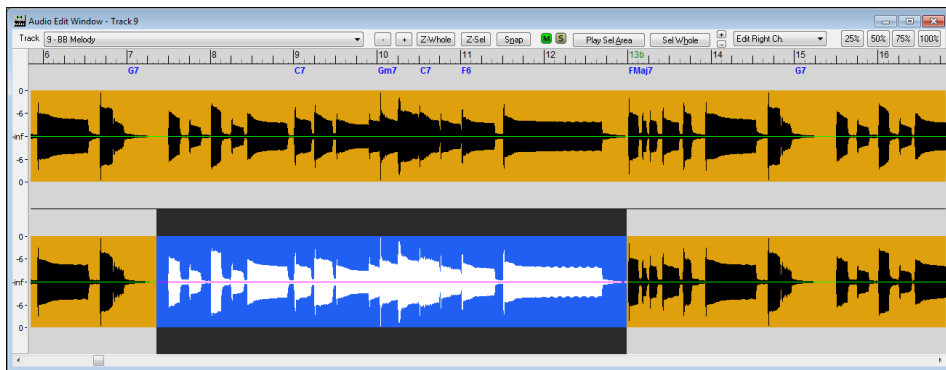 Audio Edit Window - Track 9
Track 9 - BB Melody - + Z-Whole Z-Sel Snap M S Play Sel Area Sel Whole + - Edit Right Ch. 25% 50% 75% 100%
6 7 8 9 10 11 12 13b 14 15 16
G7 C7 Gm7 C7 F6 FMaj7 G7
0-
-6-
-inf-
-6-
0-
0-
-6-
-inf-
-6-
0-